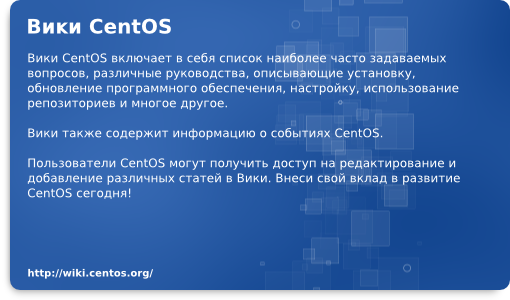 Вики CentOS
Вики CentOS включает в себя список наиболее часто задаваемых
вопросов, различные руководства, описывающие установку,
обновление программного обеспечения, настройку, использование
репозиториев и многое другое.
Вики также содержит информацию о событиях CentOS.
Пользователи CentOS могут получить доступ на редактирование и
добавление различных статей в Вики. Внеси свой вклад в развитие
CentOS сегодня!
http://wiki.centos.org/